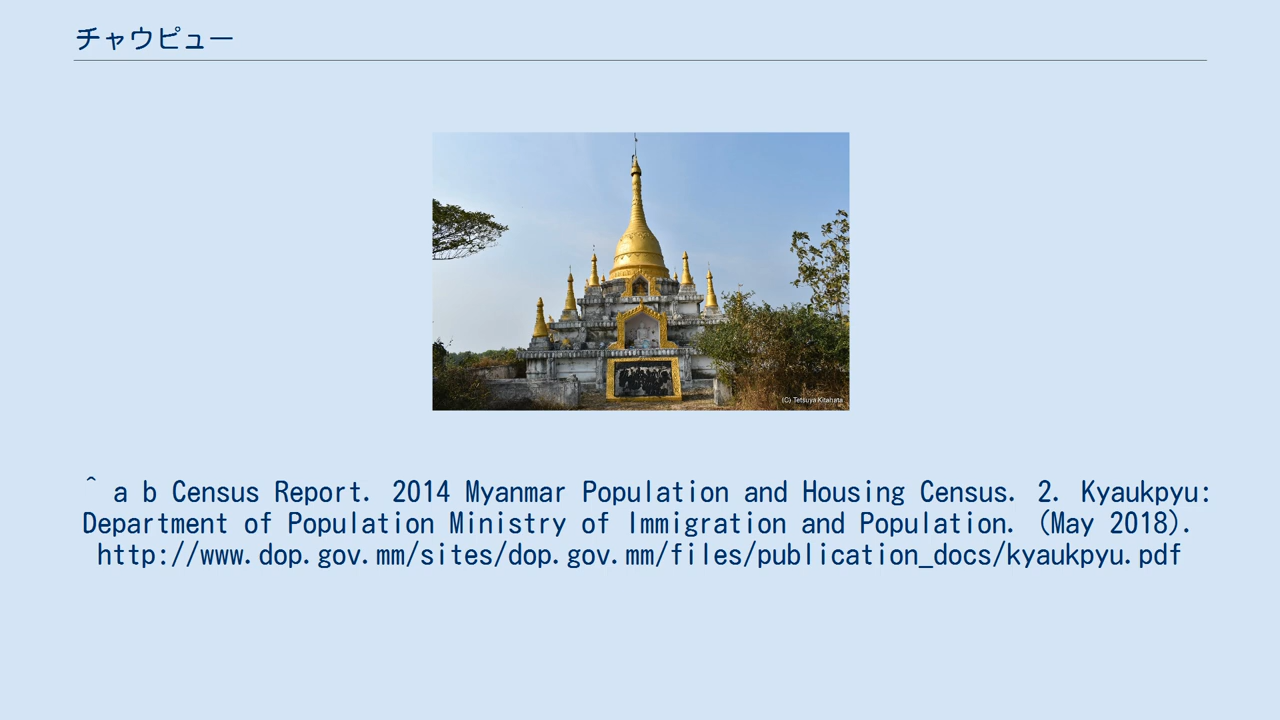 チャウピュー
(C) Tetsuya Kitahata
^ a b Census Report. 2014 Myanmar Population and Housing Census. 2. Kyaukpyu:
Department of Population Ministry of Immigration and Population. (May 2018).
http://www.dop.gov.mm/sites/dop.gov.mm/files/publication_docs/kyaukpyu.pdf